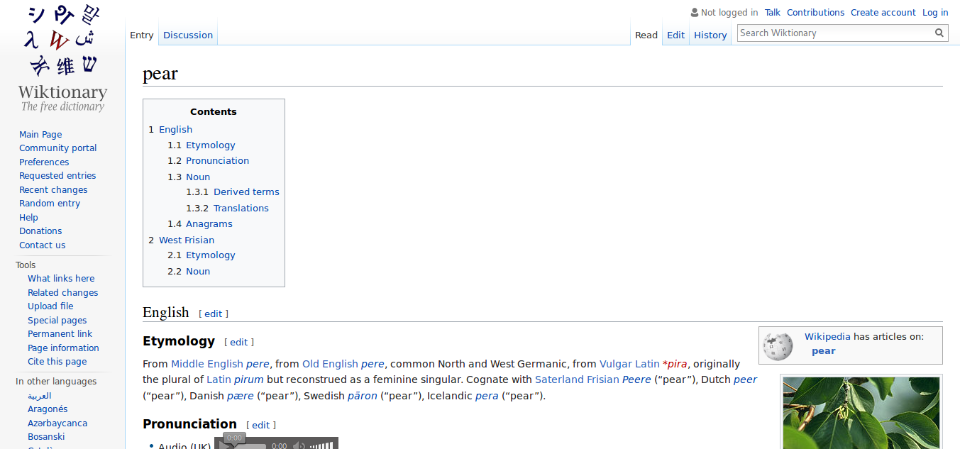 Not logged in Talk Contributions Create account Log in
Entry Discussion Read Edit History Search Wiktionary
Wiktionary
The free dictionary
Main Page
Community portal
Preferences
Requested entries
Recent changes
Random entry
Help
Donations
Contact us
Tools
What links here
Related changes
Upload file
Special pages
Permanent link
Page information
Cite this page
In other languages
العربية
Aragonés
Azərbaycanca
Bosanski
pear
Contents
1 English
1.1 Etymology
1.2 Pronunciation
1.3 Noun
1.3.1 Derived terms
1.3.2 Translations
1.4 Anagrams
2 West Frisian
2.1 Etymology
2.2 Noun
English [ edit ]
Wikipedia has articles on:
pear
Etymology [ edit ]
From Middle English pere, from Old English pere, common North and West Germanic, from Vulgar Latin *pira, originally
the plural of Latin pirum but reconstrued as a feminine singular. Cognate with Saterland Frisian Peere (“pear”), Dutch peer
(“pear”), Danish pære (“pear”), Swedish päron (“pear”), Icelandic pera (“pear”).
Pronunciation [ edit ]
Audio (UK) 0:00 0:00